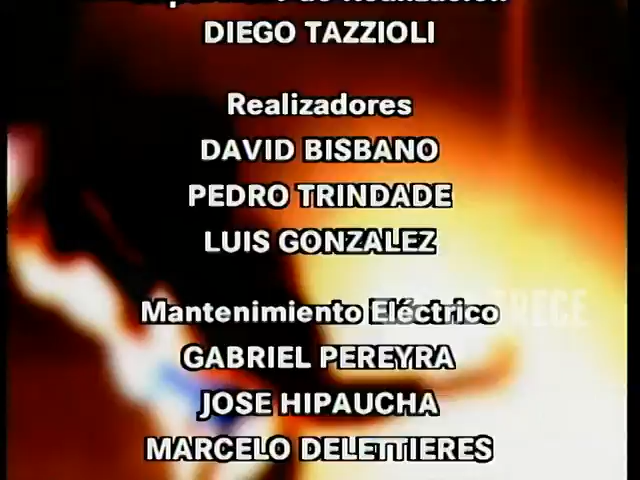 DIEGO TAZZIOLI
Realizadores
DAVID BISBANO
PEDRO TRINDADE
LUIS GONZALEZ
Mantenimiento Eléctrico
GABRIEL PEREYRA
JOSE HIPAUCHA
MARCELO DELETTIERES